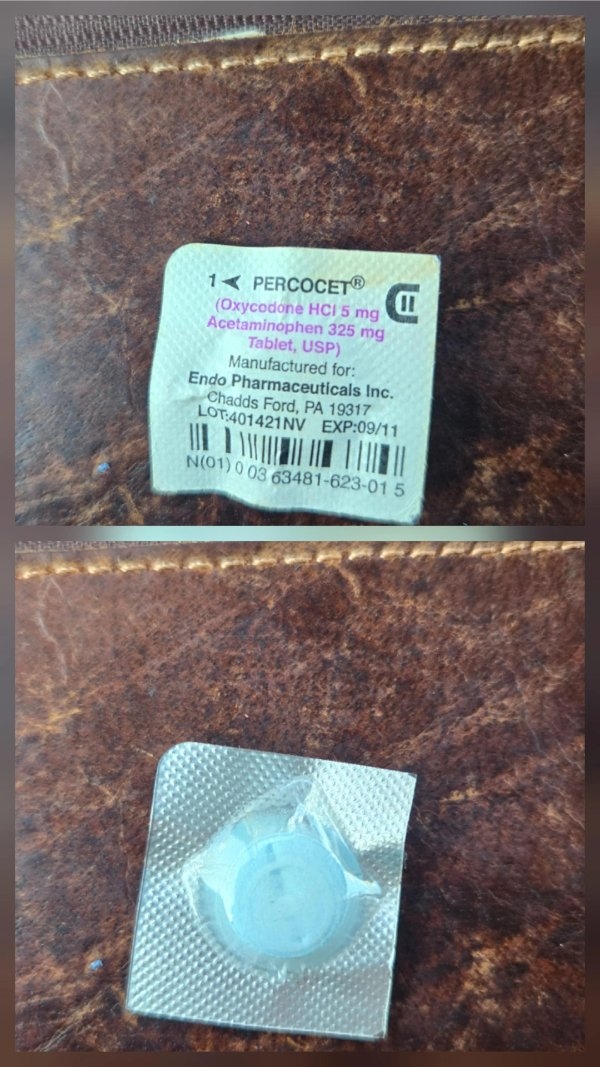 1 ➤ PERCOCET® CII
(Oxycodone HCl 5 mg
Acetaminophen 325 mg
Tablet, USP)
Manufactured for:
Endo Pharmaceuticals Inc.
Chadds Ford, PA 19317
LOT:401421NV EXP:09/11
N(01) 0 03 63481-623-01 5